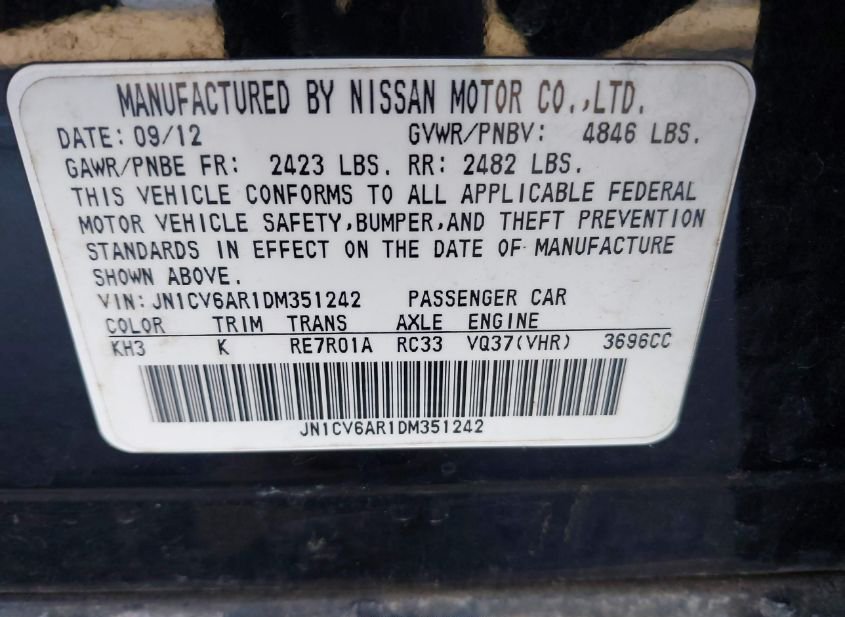 MANUFACTURED BY NISSAN MOTOR CO.,LTD.
DATE: 09/12 GVWR/PNBV: 4846 LBS.
GAWR/PNBE FR: 2423 LBS. RR: 2482 LBS.
THIS VEHICLE CONFORMS TO ALL APPLICABLE FEDERAL
MOTOR VEHICLE SAFETY,BUMPER,AND THEFT PREVENTION
STANDARDS IN EFFECT ON THE DATE OF MANUFACTURE
SHOWN ABOVE.
VIN: JN1CV6AR1DM351242 PASSENGER CAR
COLOR TRIM TRANS AXLE ENGINE
KH3 K RE7R01A RC33 VQ37(VHR) 3696CC
JN1CV6AR1DM351242